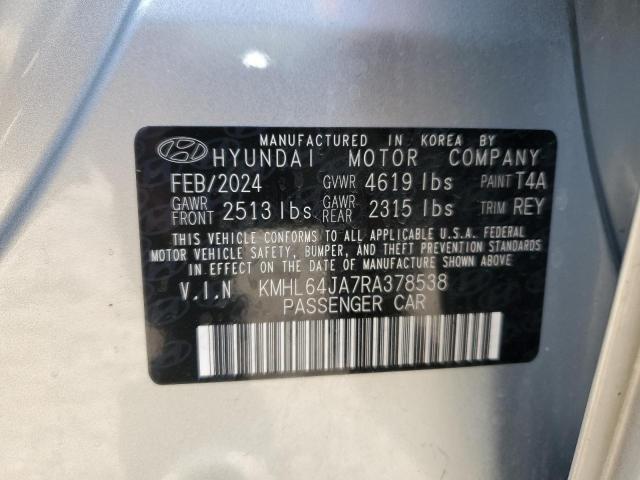 MANUFACTURED IN KOREA BY
HYUNDAI MOTOR COMPANY
FEB/2024 GVWR 4619 lbs PAINT T4A
GAWR FRONT 2513 lbs GAWR REAR 2315 lbs TRIM REY
THIS VEHICLE CONFORMS TO ALL APPLICABLE U.S.A. FEDERAL
MOTOR VEHICLE SAFETY, BUMPER, AND THEFT PREVENTION STANDARDS
IN EFFECT ON THE DATE OF MANUFACTURE SHOWN ABOVE
V.I.N KMHL64JA7RA378538
PASSENGER CAR